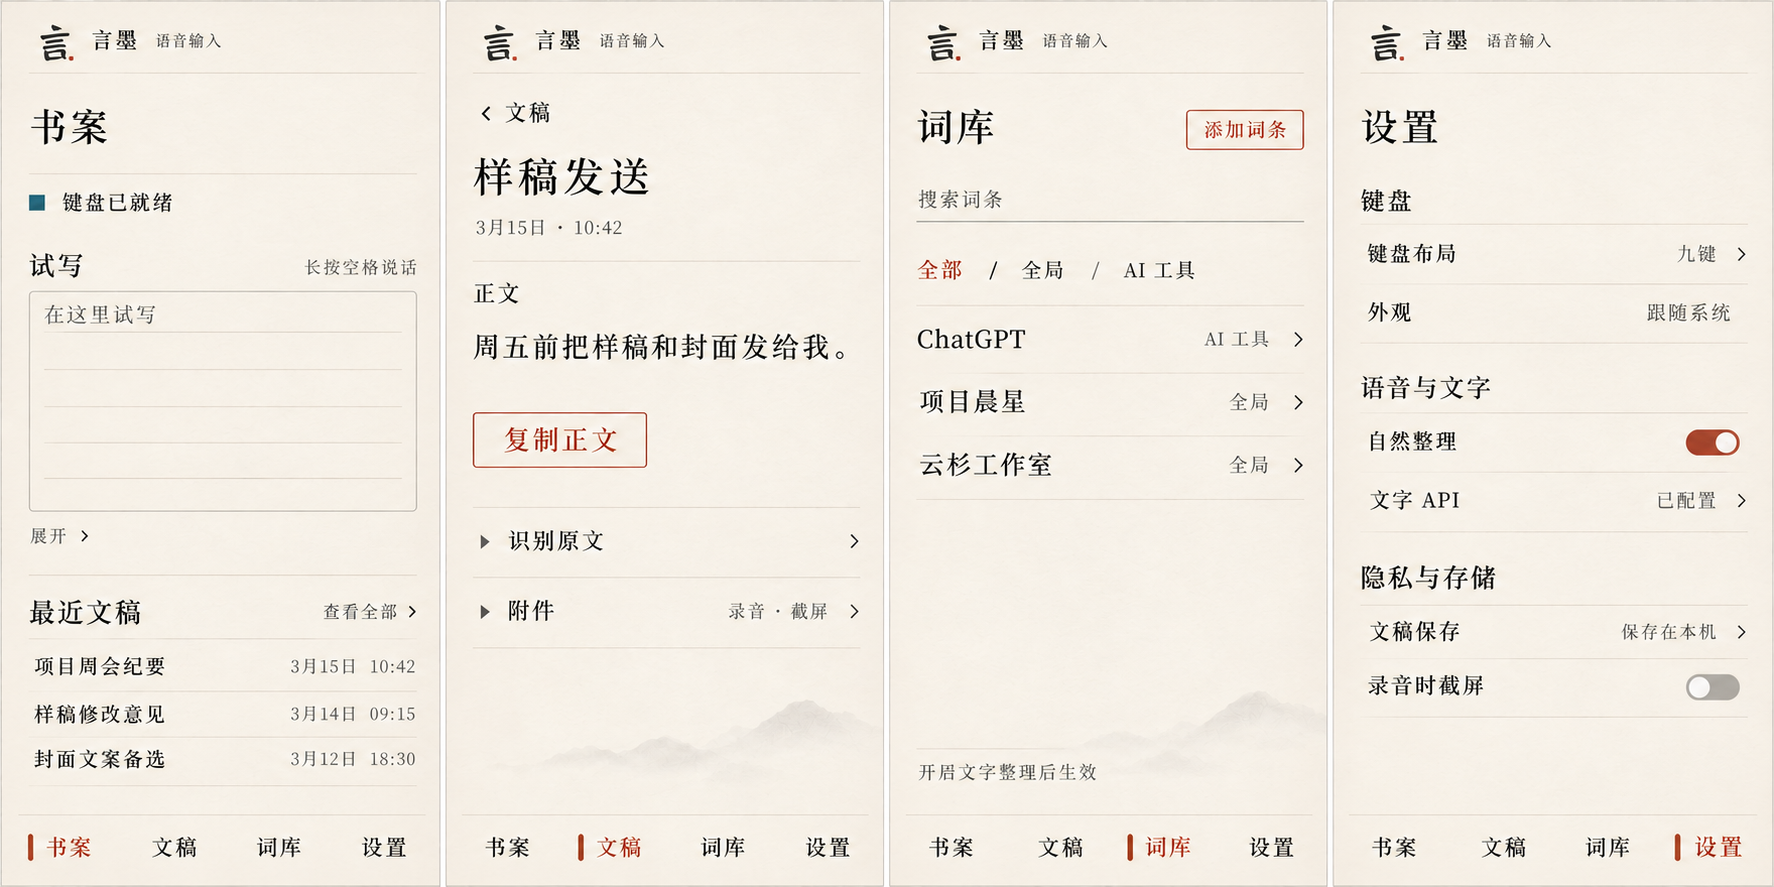 言 言墨 语音输入
书案
键盘已就绪
试写 长按空格说话
在这里试写
展开 >
最近文稿 查看全部 >
项目周会纪要 3月15日 10:42
样稿修改意见 3月14日 09:15
封面文案备选 3月12日 18:30
书案 文稿 词库 设置
言 言墨 语音输入
< 文稿
样稿发送
3月15日 · 10:42
正文
周五前把样稿和封面发给我。
复制正文
识别原文 >
附件 录音 · 截屏 >
书案 文稿 词库 设置
言 言墨 语音输入
词库 添加词条
搜索词条
全部 / 全局 / AI 工具
ChatGPT AI 工具 >
项目晨星 全局 >
云杉工作室 全局 >
开眉文字整理后生效
书案 文稿 词库 设置
言 言墨 语音输入
设置
键盘
键盘布局 九键 >
外观 跟随系统
语音与文字
自然整理
文字 API 已配置 >
隐私与存储
文稿保存 保存在本机 >
录音时截屏
书案 文稿 词库 设置